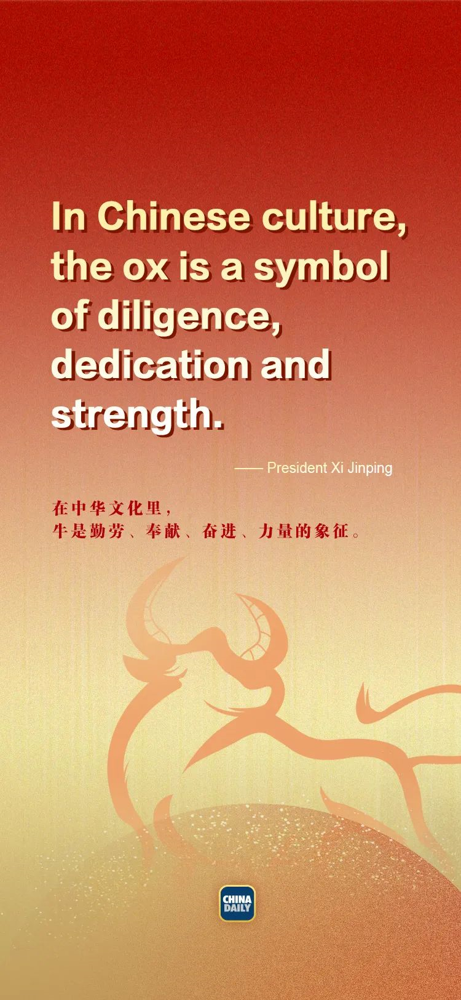 In Chinese culture,
the ox is a symbol
of diligence,
dedication and
strength.
—— President Xi Jinping
在中华文化里，
牛是勤劳、奉献、奋进、力量的象征。
CHINA
DAILY